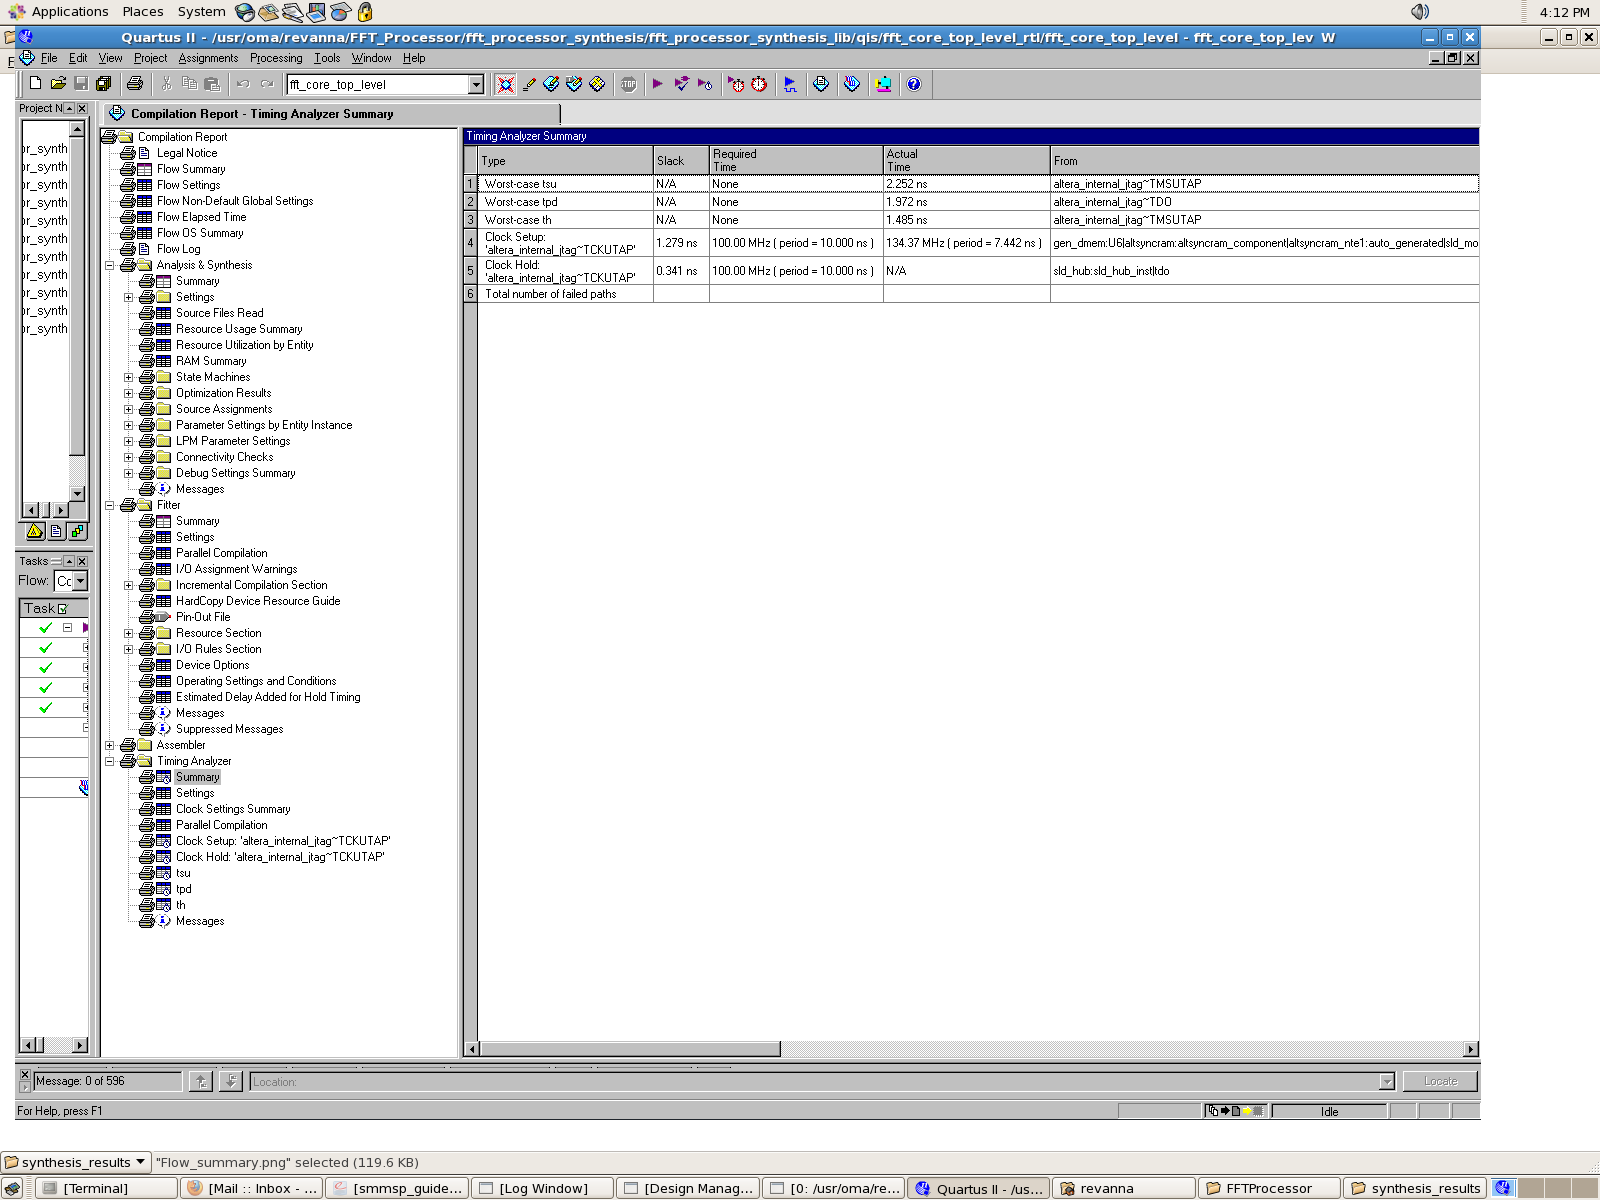 Applications Places System 4:12 PM
Quartus II - /usr/oma/revanna/FFT_Processor/fft_processor_synthesis/fft_processor_synthesis_lib/qis/fft_core_top_level_rtl/fft_core_top_level - fft_core_top_lev W
File Edit View Project Assignments Processing Tools Window Help
fft_core_top_level
Project N
or_synth
or_synth
or_synth
or_synth
or_synth
or_synth
or_synth
or_synth
or_synth
or_synth
or_synth
Tasks
Flow: Cc
Task
Compilation Report - Timing Analyzer Summary
Compilation Report
Legal Notice
Flow Summary
Flow Settings
Flow Non-Default Global Settings
Flow Elapsed Time
Flow OS Summary
Flow Log
Analysis & Synthesis
Summary
Settings
Source Files Read
Resource Usage Summary
Resource Utilization by Entity
RAM Summary
State Machines
Optimization Results
Source Assignments
Parameter Settings by Entity Instance
LPM Parameter Settings
Connectivity Checks
Debug Settings Summary
Messages
Fitter
Summary
Settings
Parallel Compilation
I/O Assignment Warnings
Incremental Compilation Section
HardCopy Device Resource Guide
Pin-Out File
Resource Section
I/O Rules Section
Device Options
Operating Settings and Conditions
Estimated Delay Added for Hold Timing
Messages
Suppressed Messages
Assembler
Timing Analyzer
Summary
Settings
Clock Settings Summary
Parallel Compilation
Clock Setup: 'altera_internal_jtag~TCKUTAP'
Clock Hold: 'altera_internal_jtag~TCKUTAP'
tsu
tpd
th
Messages
Timing Analyzer Summary
Type Slack Required Time Actual Time From
1 Worst-case tsu N/A None 2.252 ns altera_internal_jtag~TMSUTAP
2 Worst-case tpd N/A None 1.972 ns altera_internal_jtag~TDO
3 Worst-case th N/A None 1.485 ns altera_internal_jtag~TMSUTAP
4 Clock Setup: 'altera_internal_jtag~TCKUTAP' 1.279 ns 100.00 MHz ( period = 10.000 ns ) 134.37 MHz ( period = 7.442 ns ) gen_dmem:U6|altsyncram:altsyncram_component|altsyncram_nte1:auto_generated|sld_mo
5 Clock Hold: 'altera_internal_jtag~TCKUTAP' 0.341 ns 100.00 MHz ( period = 10.000 ns ) N/A sld_hub:sld_hub_inst|tdo
6 Total number of failed paths
Message: 0 of 596 Location: Locate
For Help, press F1 Idle
synthesis_results "Flow_summary.png" selected (119.6 KB)
[Terminal] [Mail :: Inbox - ... [smmsp_guide... [Log Window] [Design Manag... [0: /usr/oma/re... Quartus II - /us... revanna FFTProcessor synthesis_results